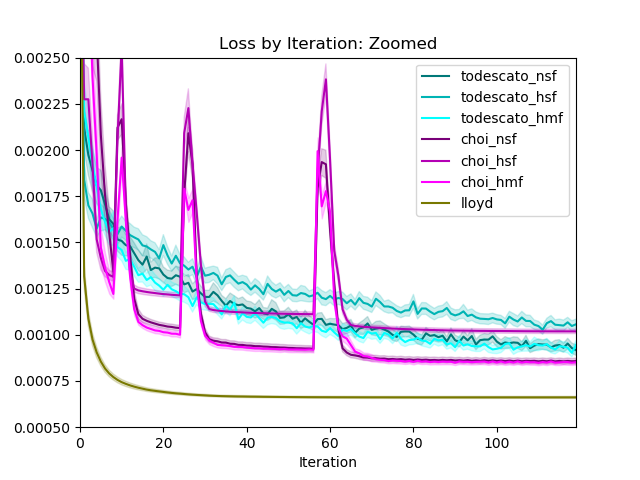 Loss by Iteration: Zoomed
0.00250
0.00225
0.00200
0.00175
0.00150
0.00125
0.00100
0.00075
0.00050
todescato_nsf
todescato_hsf
todescato_hmf
choi_nsf
choi_hsf
choi_hmf
lloyd
0 20 40 60 80 100
Iteration